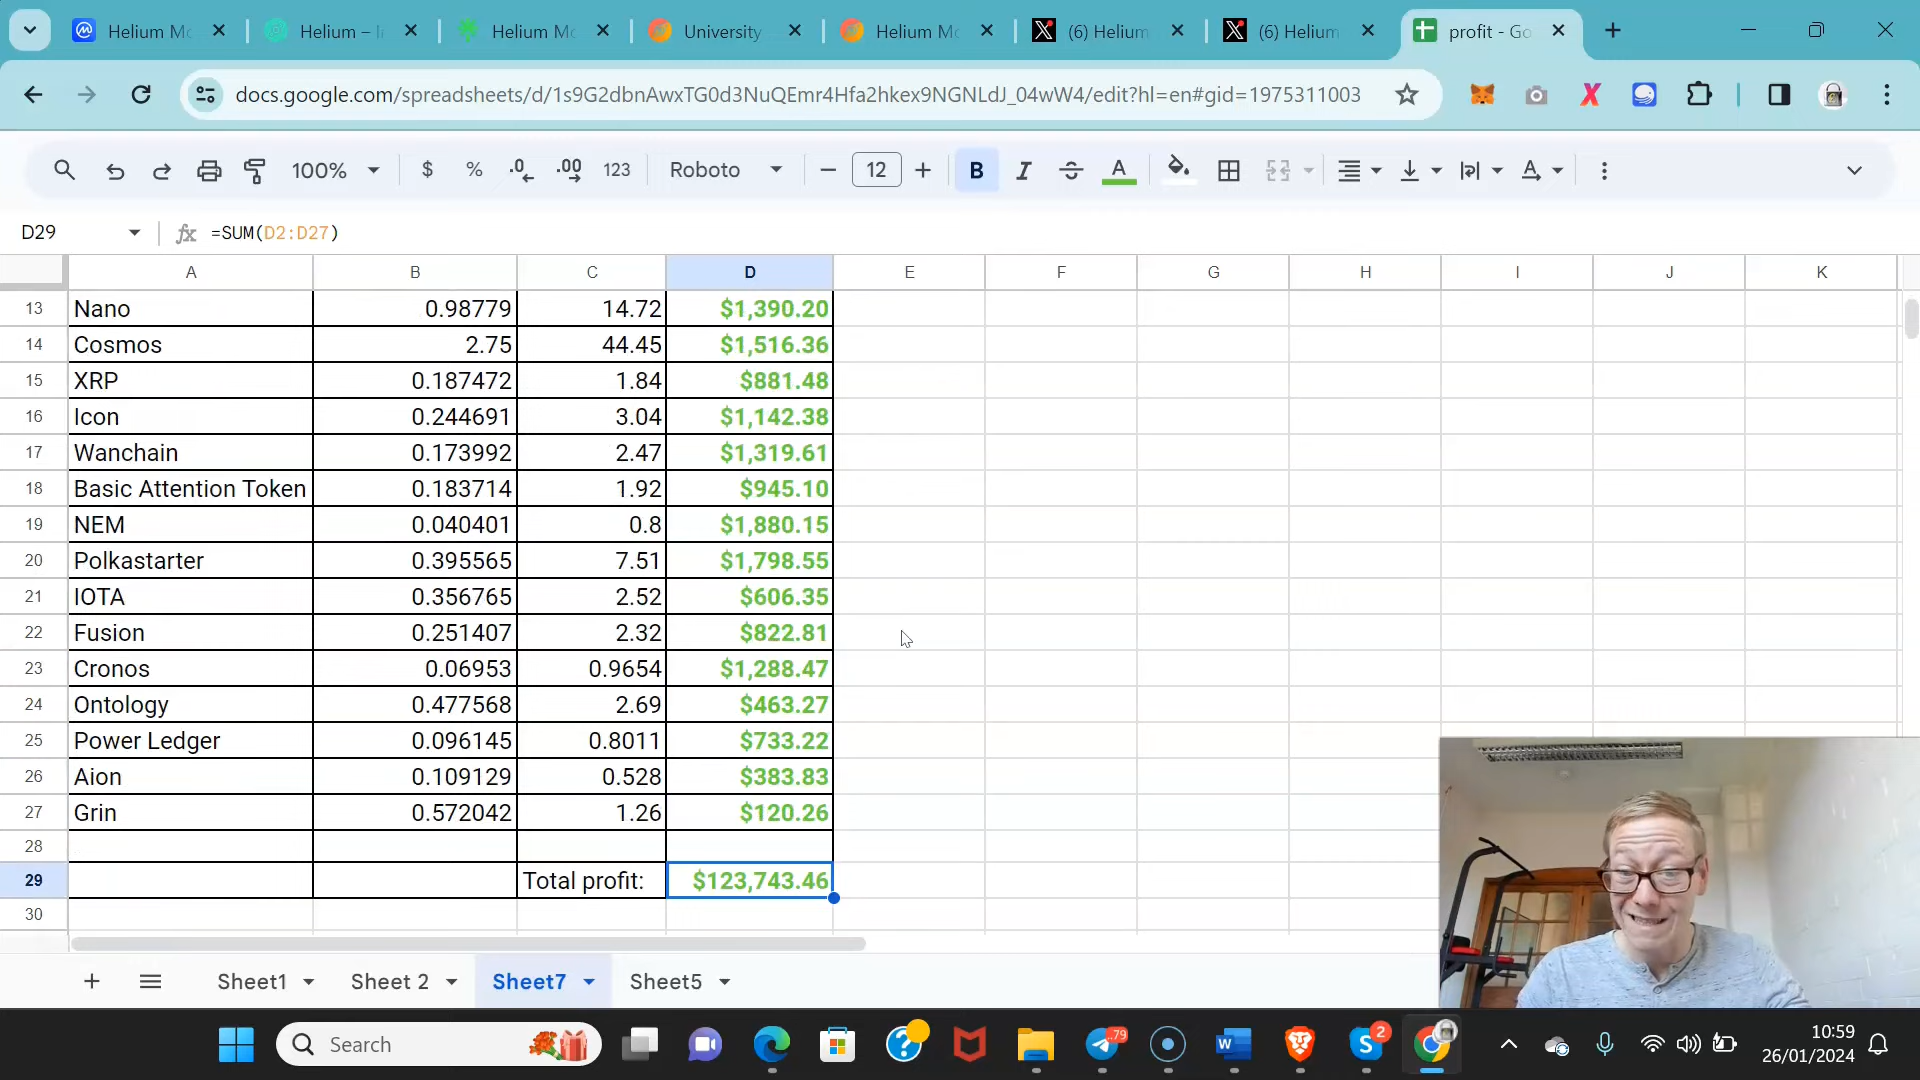 Helium Mo
Helium – I
Helium Mo
University
Helium Mo
(6) Helium
(6) Helium
profit - Go
docs.google.com/spreadsheets/d/1s9G2dbnAwxTG0d3NuQEmr4Hfa2hkex9NGNLdJ_04wW4/edit?hl=en#gid=1975311003
100% $ % .0 .00 123 Roboto 12 B I A A
D29 fx =SUM(D2:D27)
A B C D E F G H I J K
13 Nano 0.98779 14.72 $1,390.20
14 Cosmos 2.75 44.45 $1,516.36
15 XRP 0.187472 1.84 $881.48
16 Icon 0.244691 3.04 $1,142.38
17 Wanchain 0.173992 2.47 $1,319.61
18 Basic Attention Token 0.183714 1.92 $945.10
19 NEM 0.040401 0.8 $1,880.15
20 Polkastarter 0.395565 7.51 $1,798.55
21 IOTA 0.356765 2.52 $606.35
22 Fusion 0.251407 2.32 $822.81
23 Cronos 0.06953 0.9654 $1,288.47
24 Ontology 0.477568 2.69 $463.27
25 Power Ledger 0.096145 0.8011 $733.22
26 Aion 0.109129 0.528 $383.83
27 Grin 0.572042 1.26 $120.26
28
29 Total profit: $123,743.46
30
Sheet1 Sheet 2 Sheet7 Sheet5
Search 79 W 2 10:59
26/01/2024